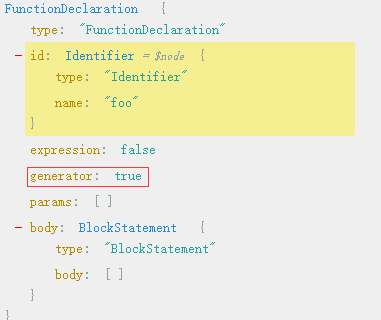 FunctionDeclaration {
type: "FunctionDeclaration"
- id: Identifier = $node {
type: "Identifier"
name: "foo"
}
expression: false
generator: true
params: [ ]
- body: BlockStatement {
type: "BlockStatement"
body: [ ]
}
}